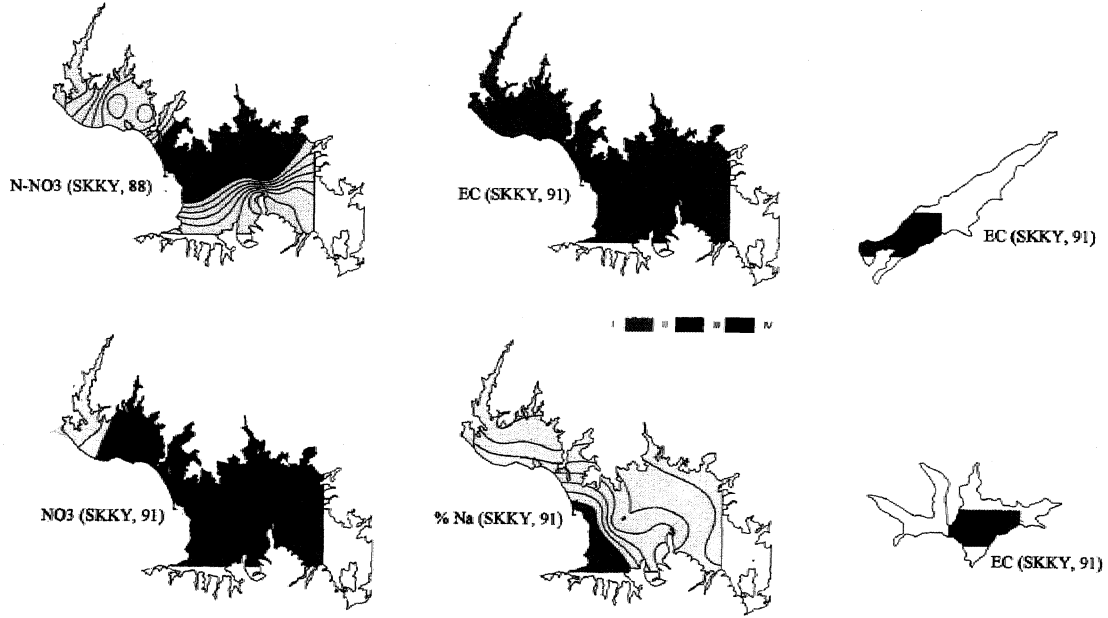 N-NO3 (SKKY, 88)
EC (SKKY, 91)
EC (SKKY, 91)
I II III IV
NO3 (SKKY, 91)
% Na (SKKY, 91)
EC (SKKY, 91)